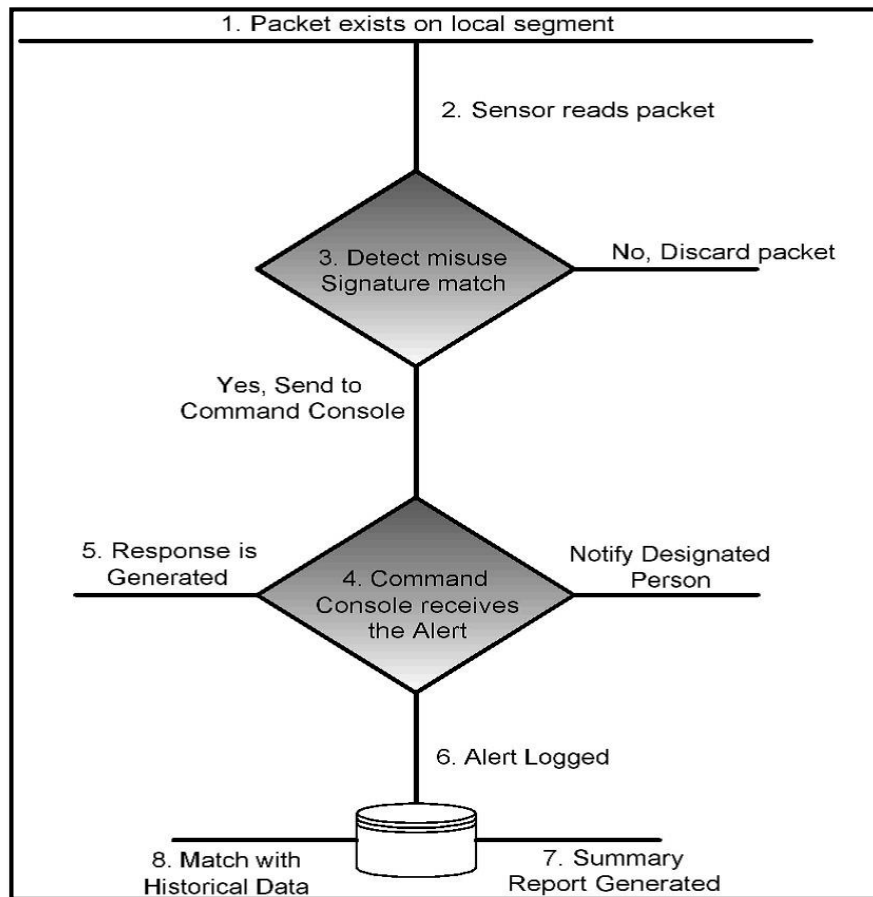 1. Packet exists on local segment
2. Sensor reads packet
3. Detect misuse
Signature match
No, Discard packet
Yes, Send to
Command Console
5. Response is
Generated
4. Command
Console receives
the Alert
Notify Designated
Person
6. Alert Logged
8. Match with
Historical Data
7. Summary
Report Generated